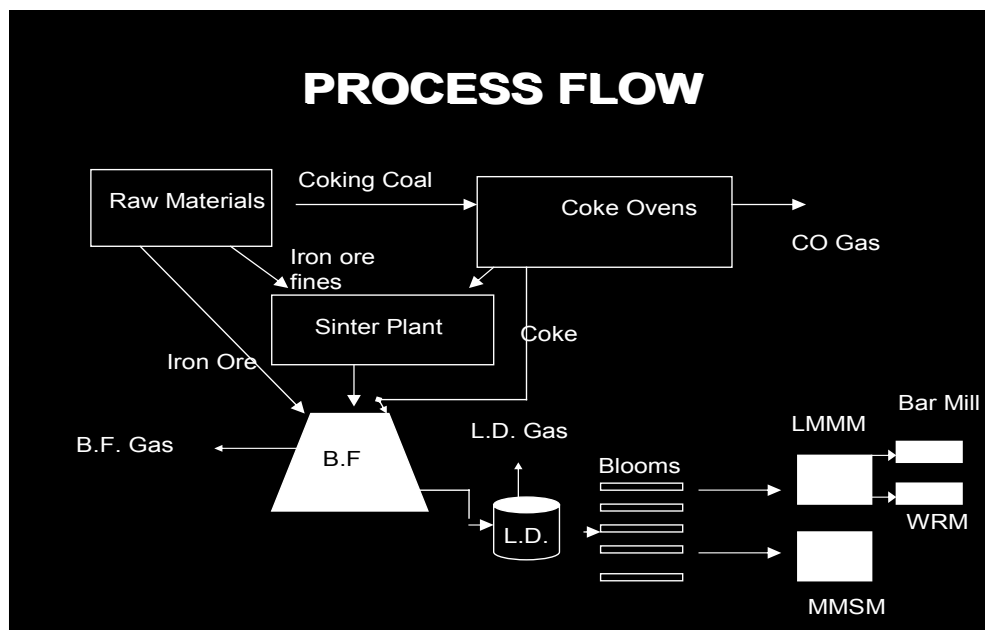 PROCESS FLOW
Raw Materials
Coking Coal
Coke Ovens
CO Gas
Iron ore
fines
Sinter Plant
Coke
Iron Ore
B.F. Gas
B.F
L.D. Gas
L.D.
Blooms
LMMM
Bar Mill
WRM
MMSM